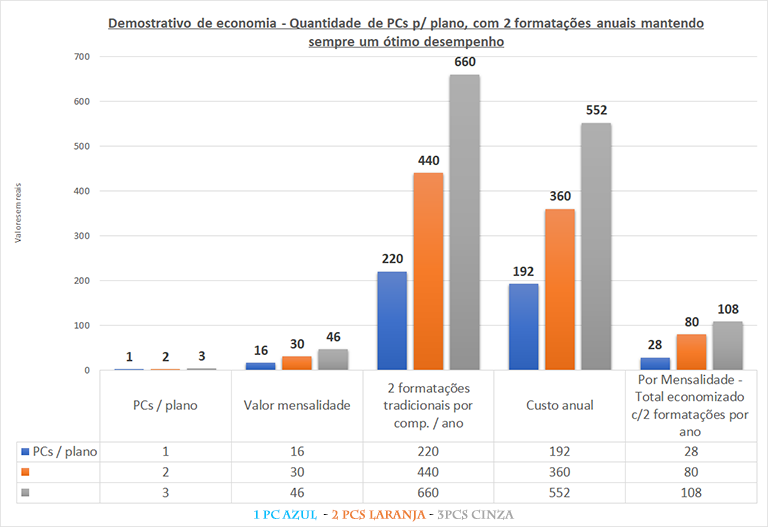 Demostrativo de economia - Quantidade de PCs p/ plano, com 2 formatações anuais mantendo
sempre um ótimo desempenho
Valoresem reais
700
600
500
400
300
200
100
0
1
2
3
16
30
46
220
440
660
192
360
552
28
80
108
PCs / plano
Valor mensalidade
2 formatações
tradicionais por
comp. / ano
Custo anual
Por Mensalidade -
Total economizado
c/2 formatações por
ano
PCs / plano 1 16 220 192 28
2 30 440 360 80
3 46 660 552 108
1 PC AZUL - 2 PCS LARANJA - 3PCS CINZA